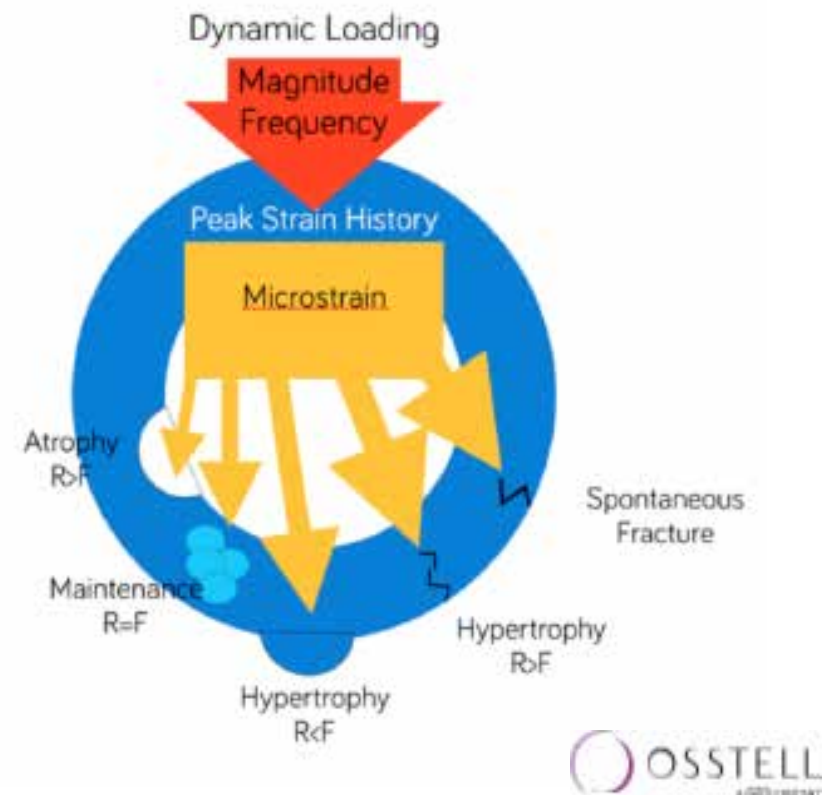 Dynamic Loading
Magnitude
Frequency
Peak Strain History
Microstrain
Atrophy
R>F
Maintenance
R=F
Hypertrophy
R<F
Hypertrophy
R>F
Spontaneous
Fracture
OSSTELL